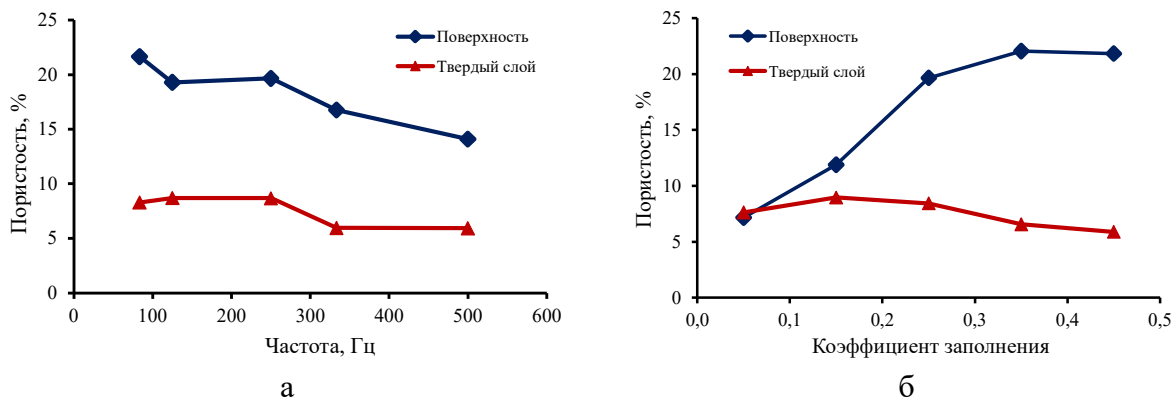 25
20
15
10
5
0
Пористость, %
Поверхность
Твердый слой
0 100 200 300 400 500 600
Частота, Гц
а
25
20
15
10
5
0
Пористость, %
Поверхность
Твердый слой
0,0 0,1 0,2 0,3 0,4 0,5
Коэффициент заполнения
б